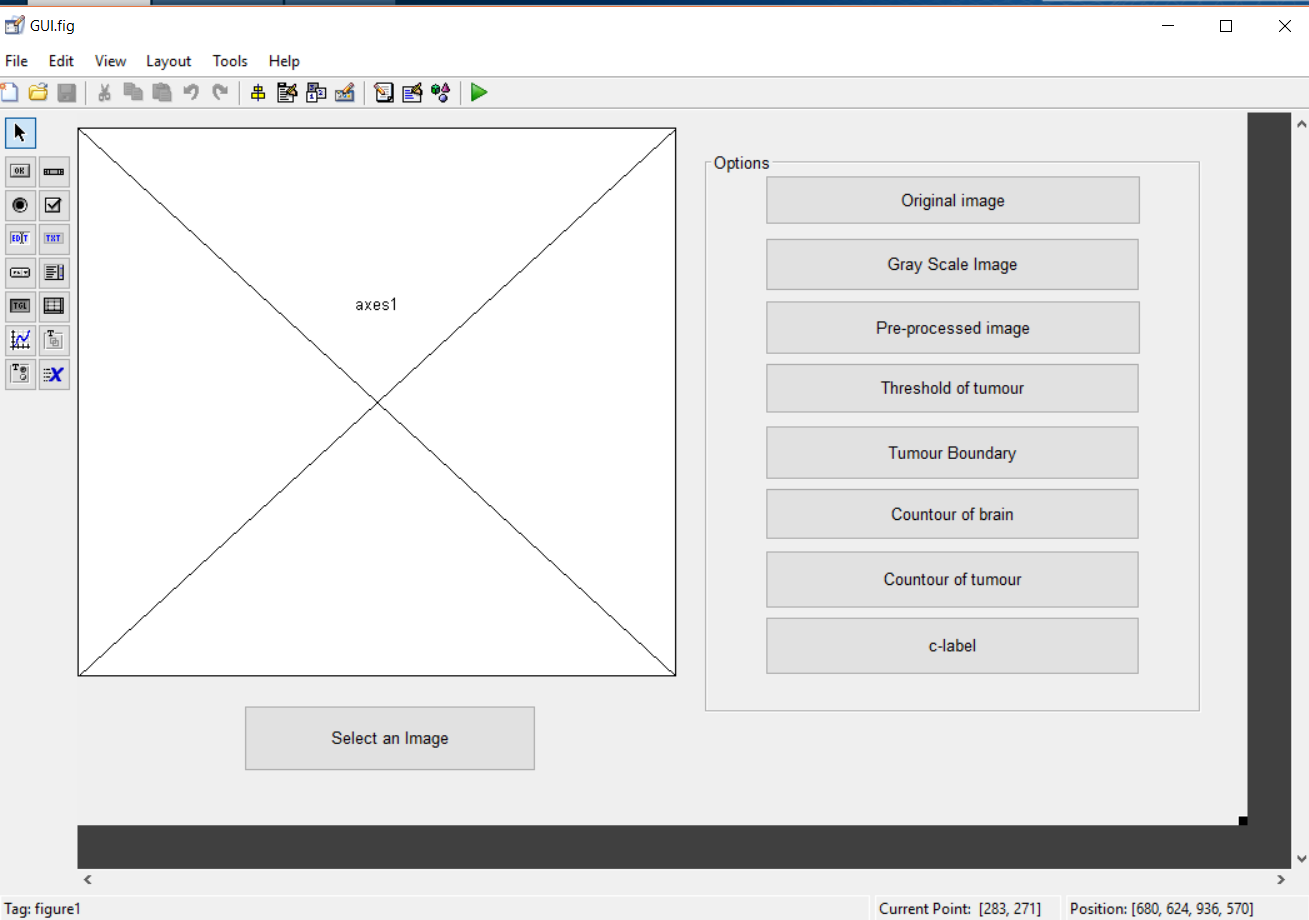 GUI.fig
File Edit View Layout Tools Help
OK
EDIT TXT
TGL
axes1
Options
Original image
Gray Scale Image
Pre-processed image
Threshold of tumour
Tumour Boundary
Countour of brain
Countour of tumour
c-label
Select an Image
Tag: figure1 Current Point: [283, 271] Position: [680, 624, 936, 570]